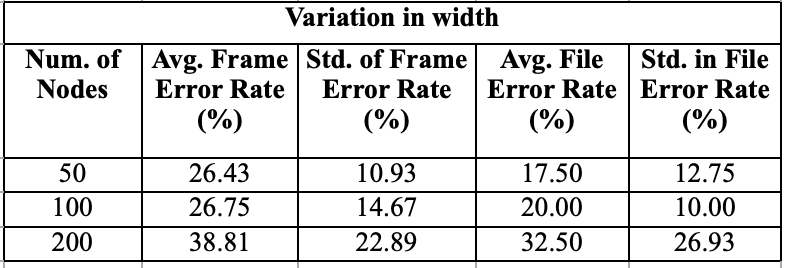 Variation in width
Num. of Nodes Avg. Frame Error Rate (%) Std. of Frame Error Rate (%) Avg. File Error Rate (%) Std. in File Error Rate (%)
50 26.43 10.93 17.50 12.75
100 26.75 14.67 20.00 10.00
200 38.81 22.89 32.50 26.93